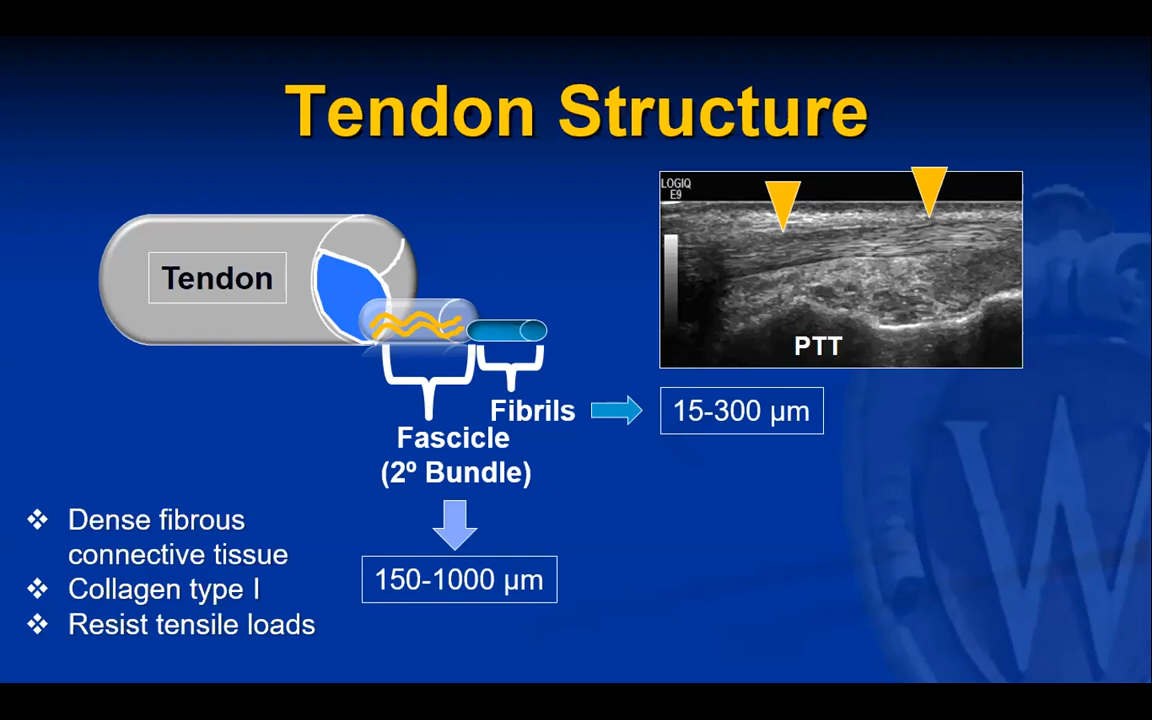 Tendon Structure
LOGIQ
E9
Tendon
PTT
Fibrils
15-300 µm
Fascicle
(2º Bundle)
150-1000 µm
❖ Dense fibrous
connective tissue
❖ Collagen type I
❖ Resist tensile loads
W